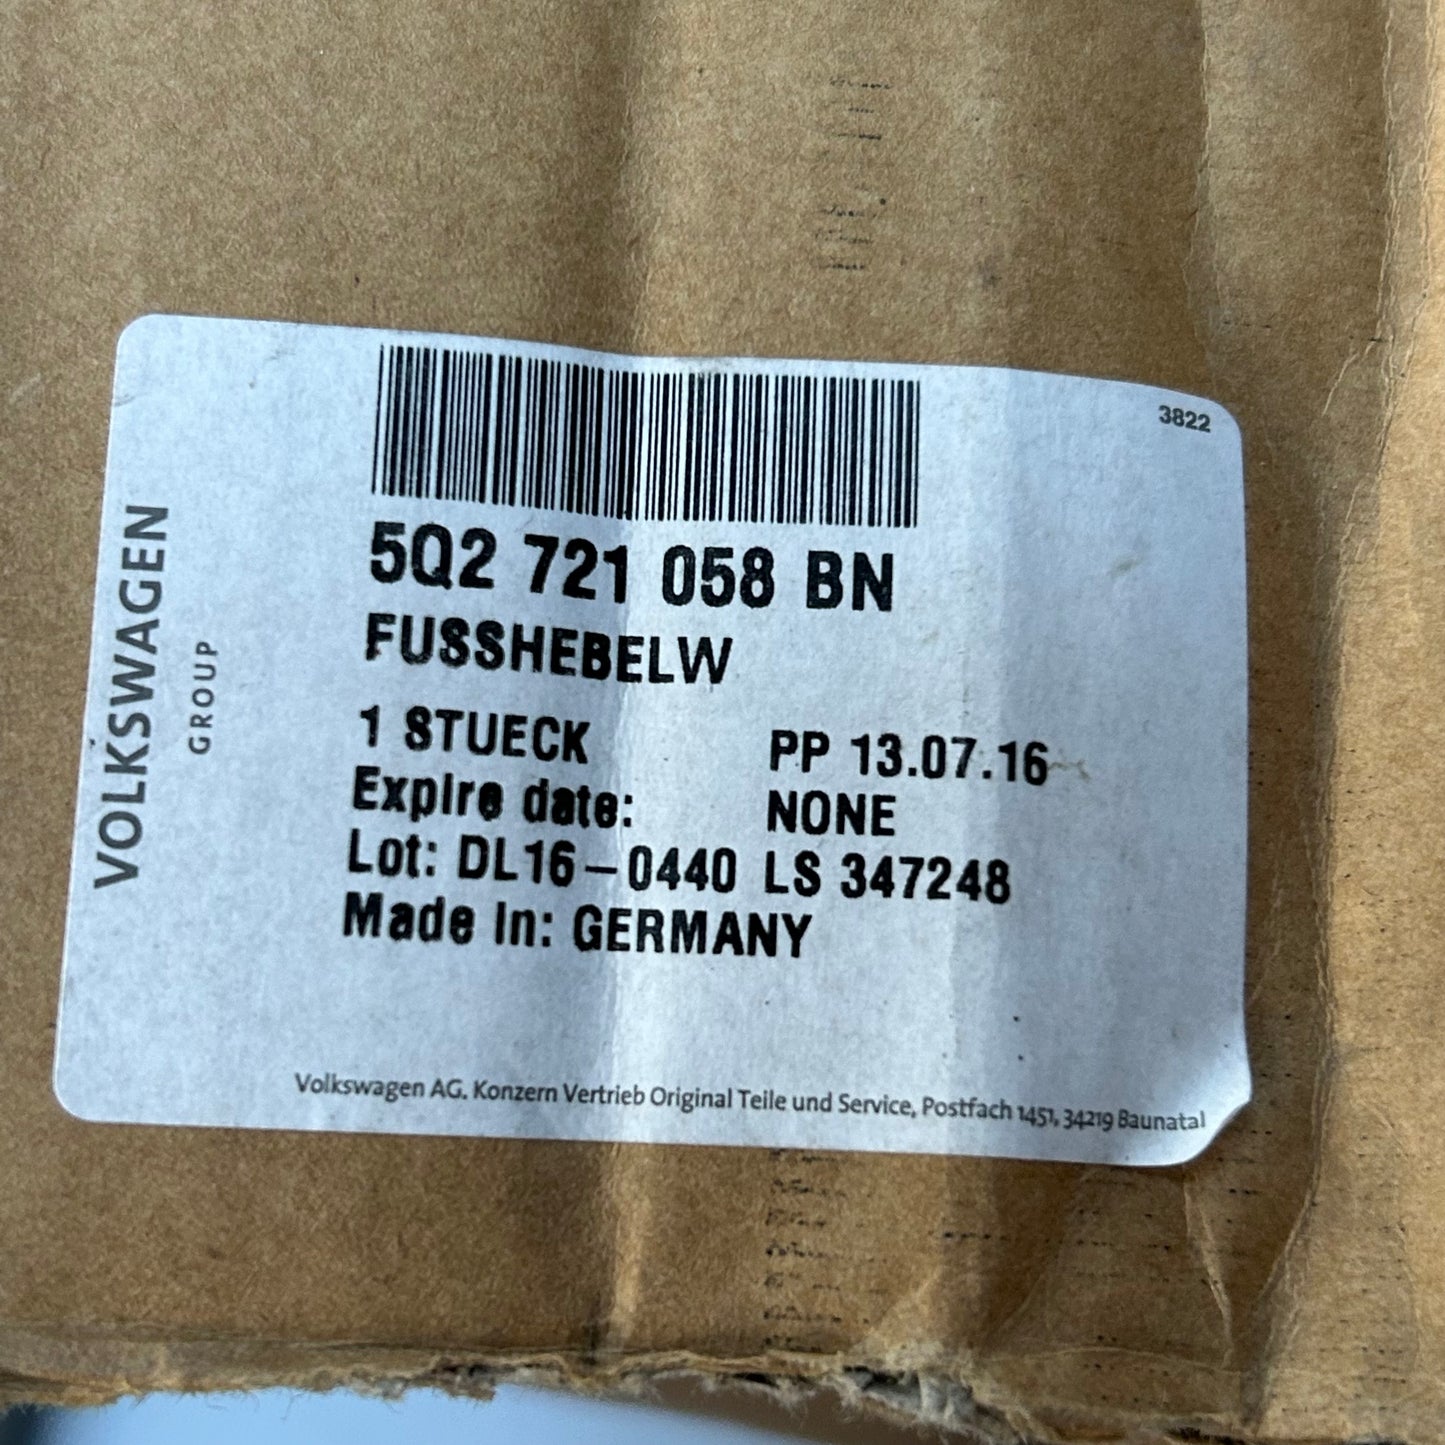 3822
5Q2 721 058 BN
FUSSHEBELW
1 STUECK PP 13.07.16
Expire date: NONE
Lot: DL16-0440 LS 347248
Made In: GERMANY
VOLKSWAGEN
GROUP
Volkswagen AG. Konzern Vertrieb Original Teile und Service, Postfach 1451, 34219 Baunatal